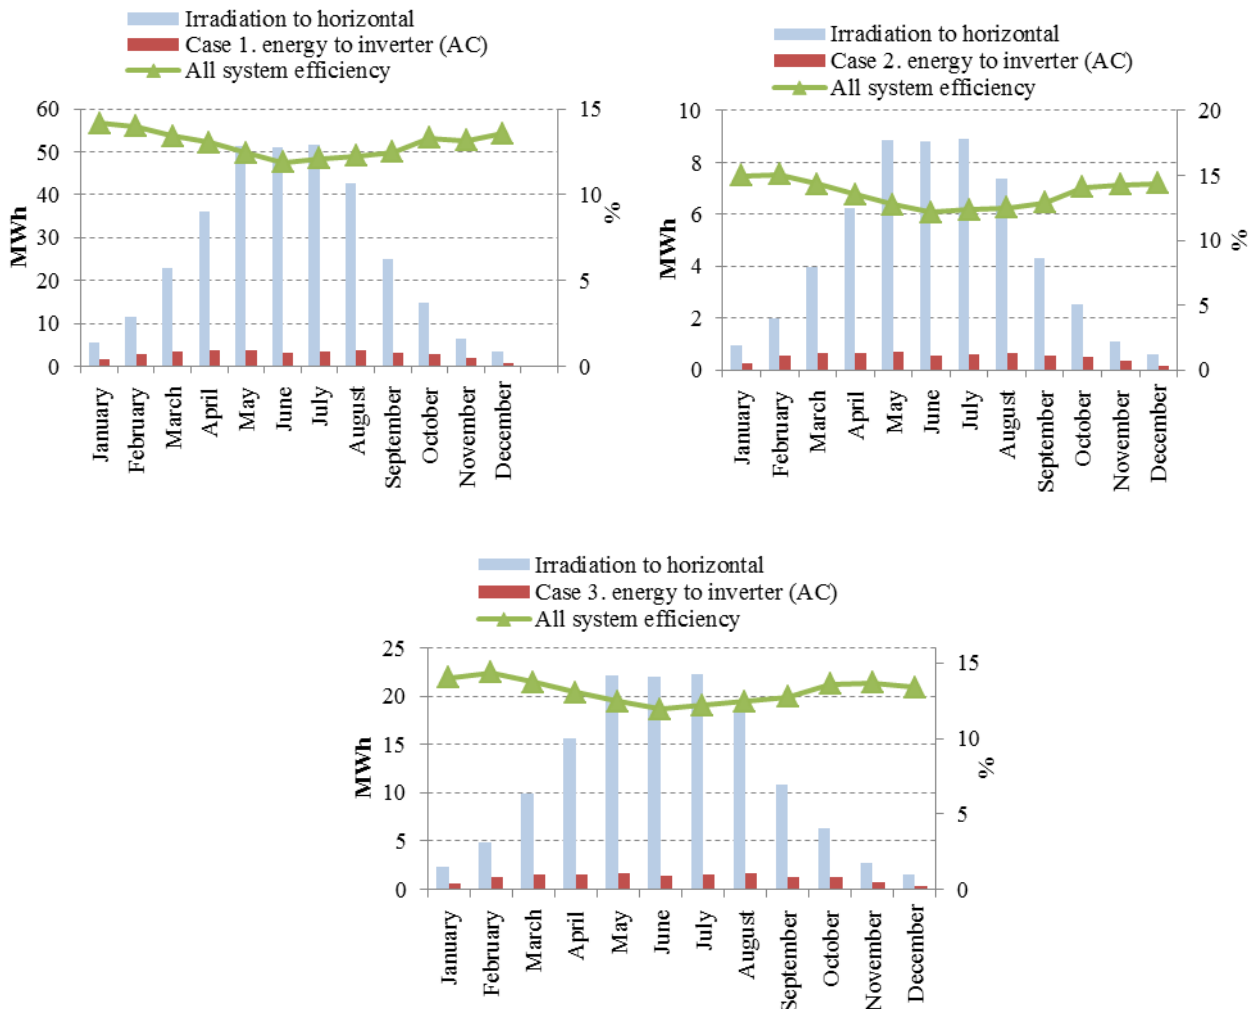 Irradiation to horizontal
Case 1. energy to inverter (AC)
All system efficiency
60
50
40
30
20
10
0
MWh
15
10
5
0
%
January
February
March
April
May
June
July
August
September
October
November
December
Irradiation to horizontal
Case 2. energy to inverter (AC)
All system efficiency
10
8
6
4
2
0
MWh
20
15
10
5
0
%
January
February
March
April
May
June
July
August
September
October
November
December
Irradiation to horizontal
Case 3. energy to inverter (AC)
All system efficiency
25
20
15
10
5
0
MWh
15
10
5
0
%
January
February
March
April
May
June
July
August
September
October
November
December